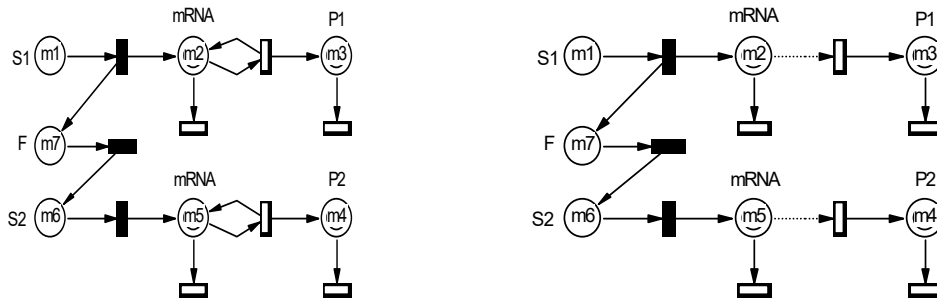 mRNA P1 mRNA P1
S1 m1 m2 m3 S1 m1 m2 m3
F m7 F m7
mRNA P2 mRNA P2
S2 m6 m5 m4 S2 m6 m5 m4